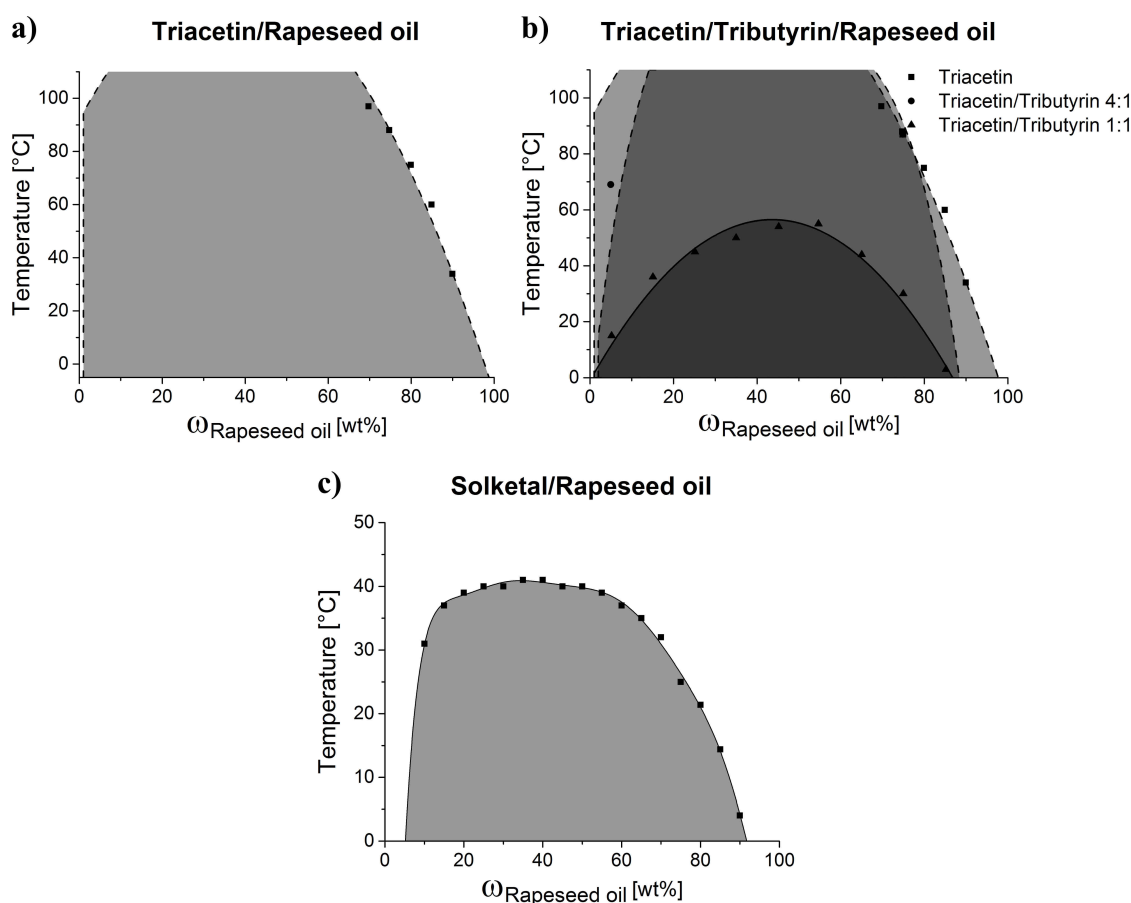 a)
Triacetin/Rapeseed oil
Temperature [°C]
100
80
60
40
20
0
0 20 40 60 80 100
ωRapeseed oil [wt%]
b)
Triacetin/Tributyrin/Rapeseed oil
Triacetin
Triacetin/Tributyrin 4:1
Triacetin/Tributyrin 1:1
Temperature [°C]
100
80
60
40
20
0
0 20 40 60 80 100
ωRapeseed oil [wt%]
c)
Solketal/Rapeseed oil
Temperature [°C]
50
40
30
20
10
0
0 20 40 60 80 100
ωRapeseed oil [wt%]